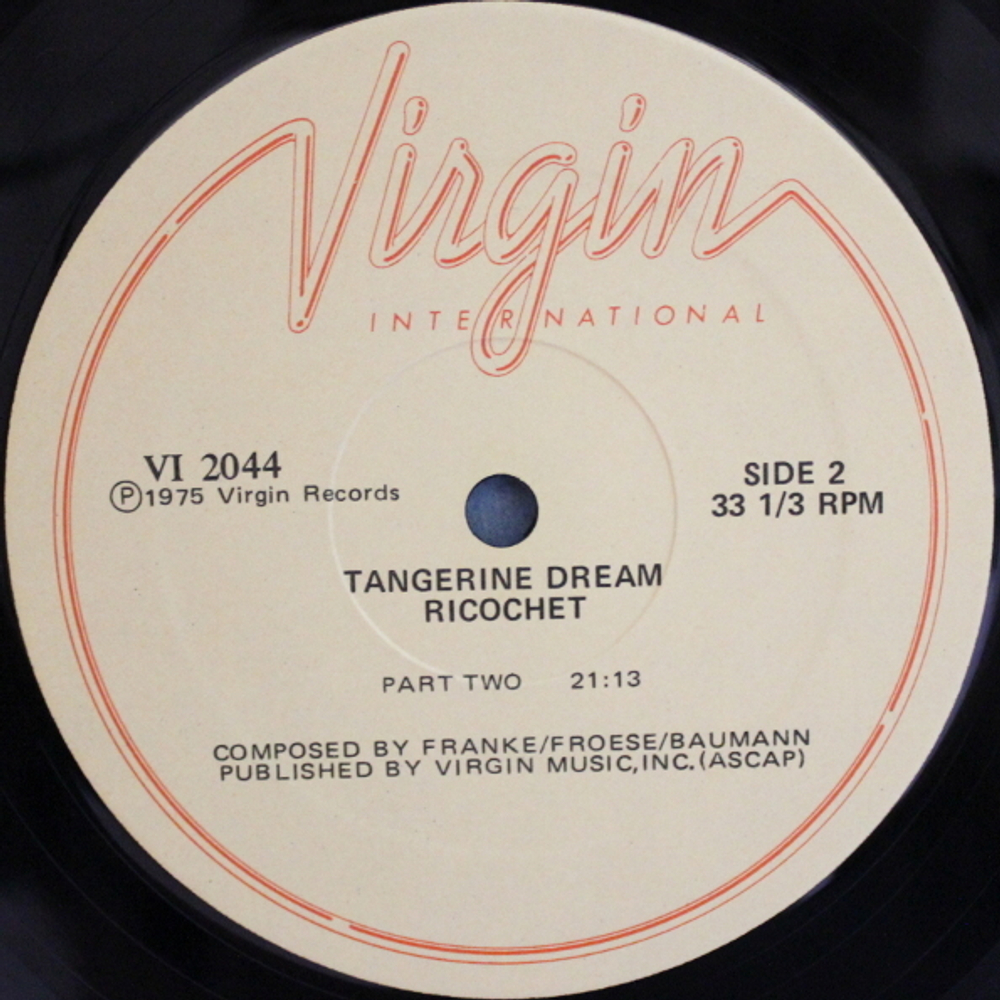 Virgin
INTERNATIONAL
VI 2044
Ⓟ1975 Virgin Records
SIDE 2
33 1/3 RPM
TANGERINE DREAM
RICOCHET
PART TWO 21:13
COMPOSED BY FRANKE/FROESE/BAUMANN
PUBLISHED BY VIRGIN MUSIC,INC.(ASCAP)